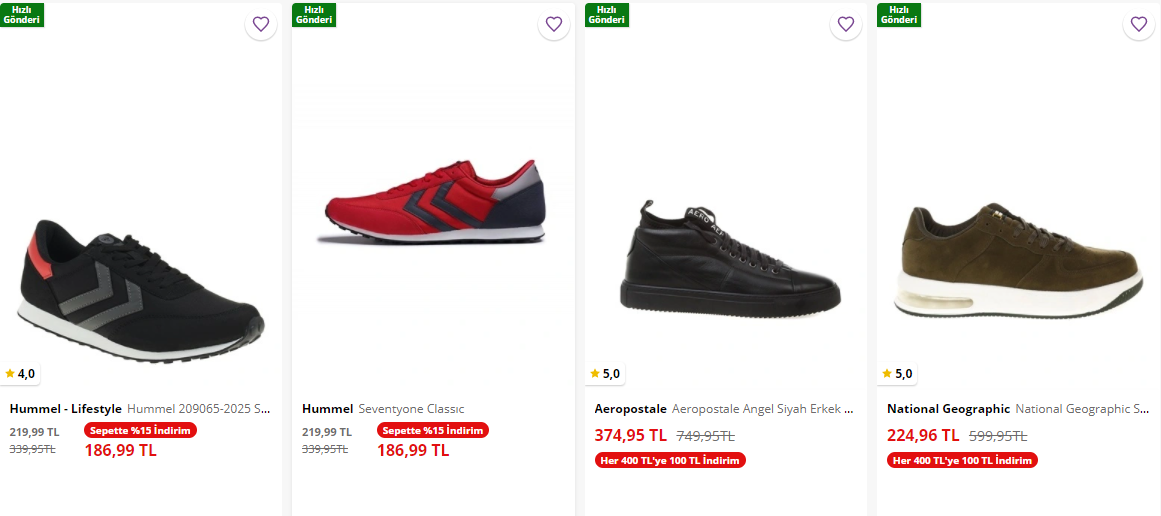 Hızlı
Gönderi
4,0
Hummel - Lifestyle Hummel 209065-2025 S...
219,99 TL
339,95TL
Sepette %15 İndirim
186,99 TL
Hızlı
Gönderi
Hummel Seventyone Classıc
219,99 TL
339,95TL
Sepette %15 İndirim
186,99 TL
Hızlı
Gönderi
AERO
5,0
Aeropostale Aeropostale Angel Siyah Erkek ...
374,95 TL 749,95TL
Her 400 TL'ye 100 TL İndirim
Hızlı
Gönderi
5,0
National Geographic National Geographic S...
224,96 TL 599,95TL
Her 400 TL'ye 100 TL İndirim